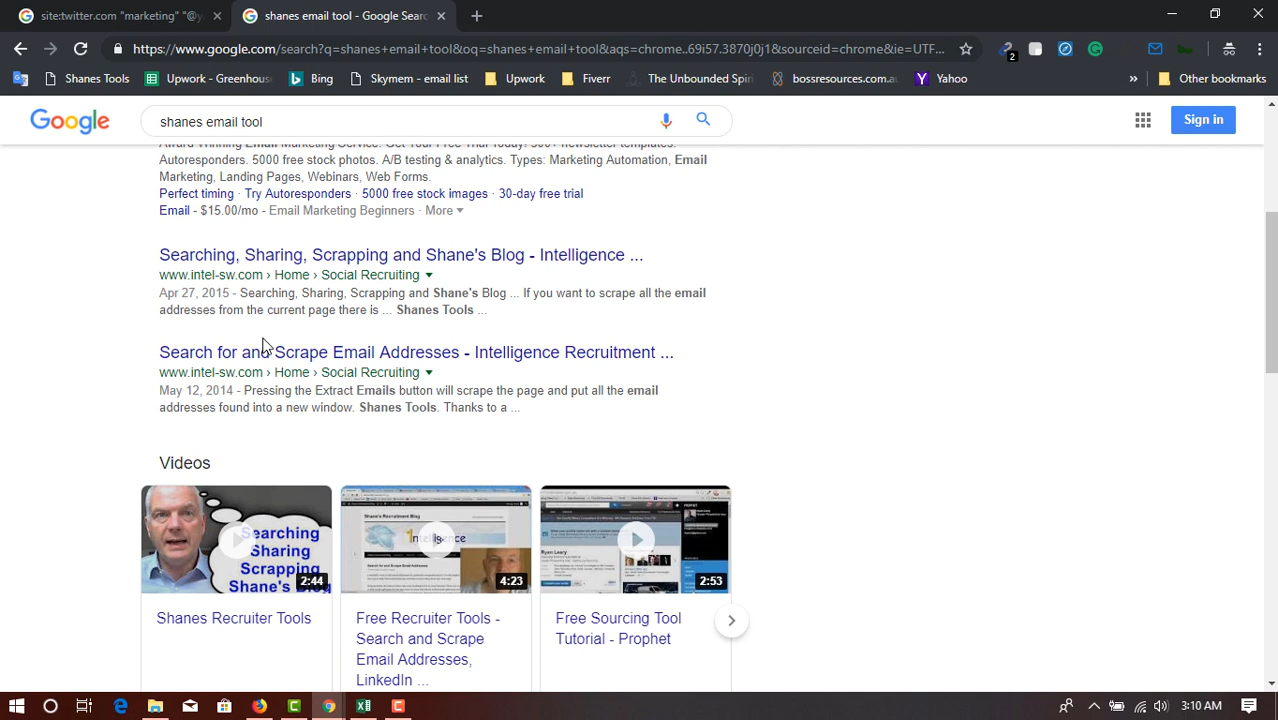 site:twitter.com "marketing" "@y
shanes email tool - Google Sear
https://www.google.com/search?q=shanes+email+tool&oq=shanes+email+tool&aqs=chrome..69i57.3870j0j1&sourceid=chrome&ie=UTF...
2
Shanes Tools
Upwork - Greenhous
Bing
Skymem - email list
Upwork
Fiverr
The Unbounded Spiri
bossresources.com.au
Yahoo
»
Other bookmarks
Google
shanes email tool
Sign in
Award-Winning Email Marketing Service. Get Your Free Trial Today! 500+ newsletter templates.
Autoresponders. 5000 free stock photos. A/B testing & analytics. Types: Marketing Automation, Email
Marketing, Landing Pages, Webinars, Web Forms.
Perfect timing · Try Autoresponders · 5000 free stock images · 30-day free trial
Email - $15.00/mo - Email Marketing Beginners · More
Searching, Sharing, Scrapping and Shane's Blog - Intelligence ...
www.intel-sw.com › Home › Social Recruiting
Apr 27, 2015 - Searching, Sharing, Scrapping and Shane's Blog ... If you want to scrape all the email
addresses from the current page there is ... Shanes Tools ...
Search for and Scrape Email Addresses - Intelligence Recruitment ...
www.intel-sw.com › Home › Social Recruiting
May 12, 2014 - Pressing the Extract Emails button will scrape the page and put all the email
addresses found into a new window. Shanes Tools. Thanks to a ...
Videos
Searching
Sharing
Scrapping
Shane's
2:44
Shane's Recruitment Blog
Intelligence
4:23
Ryan Leary
2:53
Shanes Recruiter Tools
Free Recruiter Tools -
Search and Scrape
Email Addresses,
LinkedIn ...
Free Sourcing Tool
Tutorial - Prophet
3:10 AM